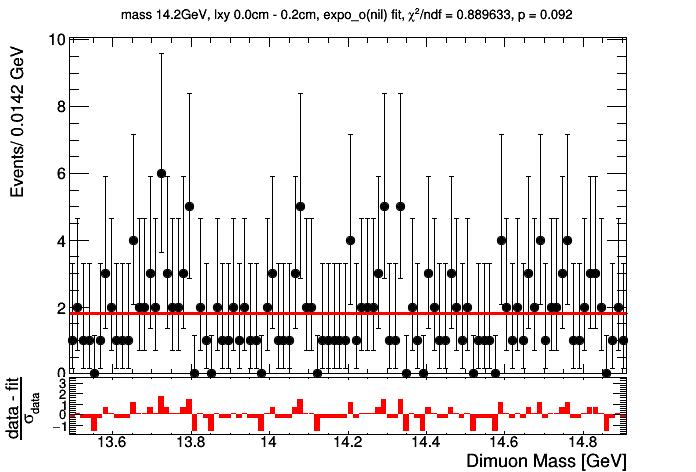 mass 14.2GeV, lxy 0.0cm - 0.2cm, expo_o(nil) fit, χ²/ndf = 0.889633, p = 0.092
Events/ 0.0142 GeV
10
8
6
4
2
0
data - fit
σdata
3
2
1
0
−1
13.6 13.8 14 14.2 14.4 14.6 14.8
Dimuon Mass [GeV]